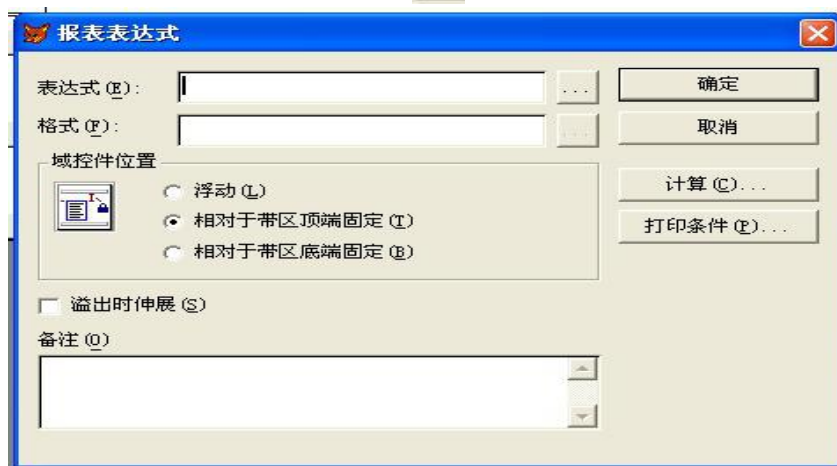 报表表达式
表达式(E):
...
确定
格式(F):
...
取消
域控件位置
浮动(L)
相对于带区顶端固定(T)
相对于带区底端固定(B)
计算(C)...
打印条件(P)...
溢出时伸展(S)
备注(O)